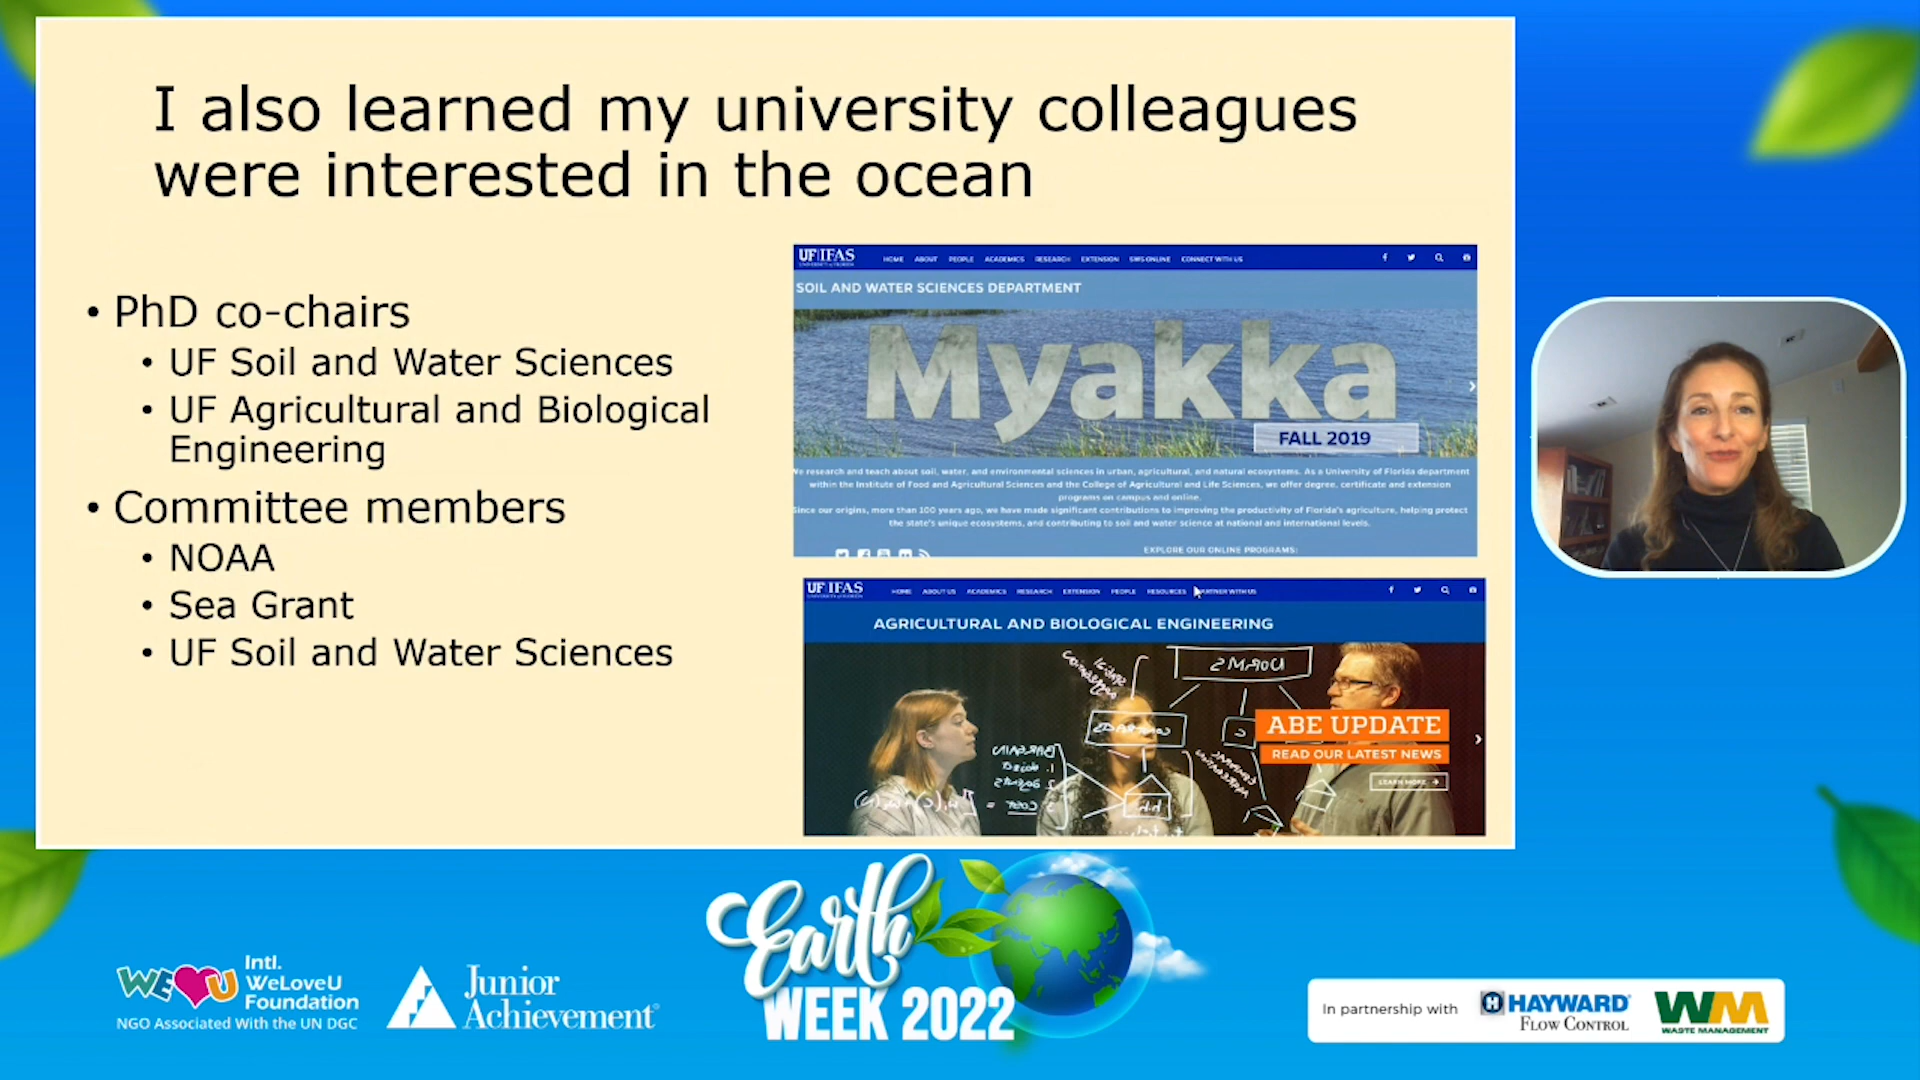 I also learned my university colleagues
were interested in the ocean
• PhD co-chairs
• UF Soil and Water Sciences
• UF Agricultural and Biological
Engineering
• Committee members
• NOAA
• Sea Grant
• UF Soil and Water Sciences
UF IFAS
UNIVERSITY of FLORIDA
HOME ABOUT PEOPLE ACADEMICS RESEARCH EXTENSION SWS ONLINE CONNECT WITH US
SOIL AND WATER SCIENCES DEPARTMENT
Myakka
FALL 2019
We research and teach about soil, water, and environmental sciences in urban, agricultural, and natural ecosystems. As a University of Florida department
within the Institute of Food and Agricultural Sciences and the College of Agricultural and Life Sciences, we offer degree, certificate and extension
programs on campus and online.
Since our origins, more than 100 years ago, we have made significant contributions to improving the productivity of Florida's agriculture, helping protect
the state's unique ecosystems, and contributing to soil and water science at national and international levels.
EXPLORE OUR ONLINE PROGRAMS:
UF IFAS
UNIVERSITY of FLORIDA
HOME ABOUT US ACADEMICS RESEARCH EXTENSION PEOPLE RESOURCES PARTNER WITH US
AGRICULTURAL AND BIOLOGICAL ENGINEERING
ABE UPDATE
READ OUR LATEST NEWS
LEARN MORE
WE U
Intl.
WeLoveU
Foundation
NGO Associated With the UN DGC
Junior
Achievement®
Earth
WEEK 2022
In partnership with
H HAYWARD®
FLOW CONTROL
WM
WASTE MANAGEMENT